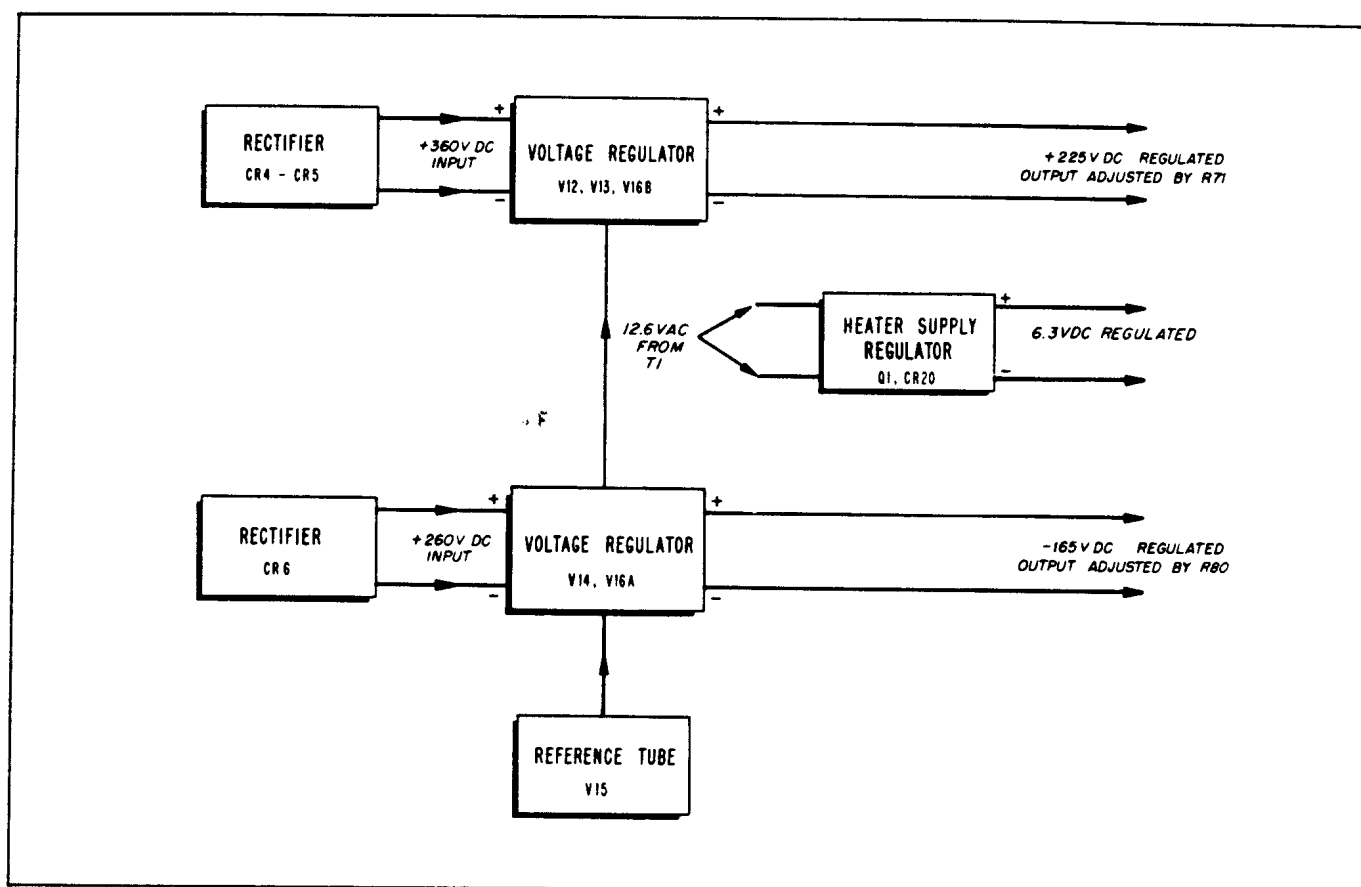 RECTIFIER
CR4 - CR5
+360V DC
INPUT
+
-
VOLTAGE REGULATOR
V12, V13, V16B
+
-
+225V DC REGULATED
OUTPUT ADJUSTED BY R71
12.6VAC
FROM
T1
HEATER SUPPLY
REGULATOR
Q1, CR20
+
-
6.3VDC REGULATED
RECTIFIER
CR6
+260V DC
INPUT
+
-
VOLTAGE REGULATOR
V14, V16A
+
-
-165V DC REGULATED
OUTPUT ADJUSTED BY R80
REFERENCE TUBE
V15